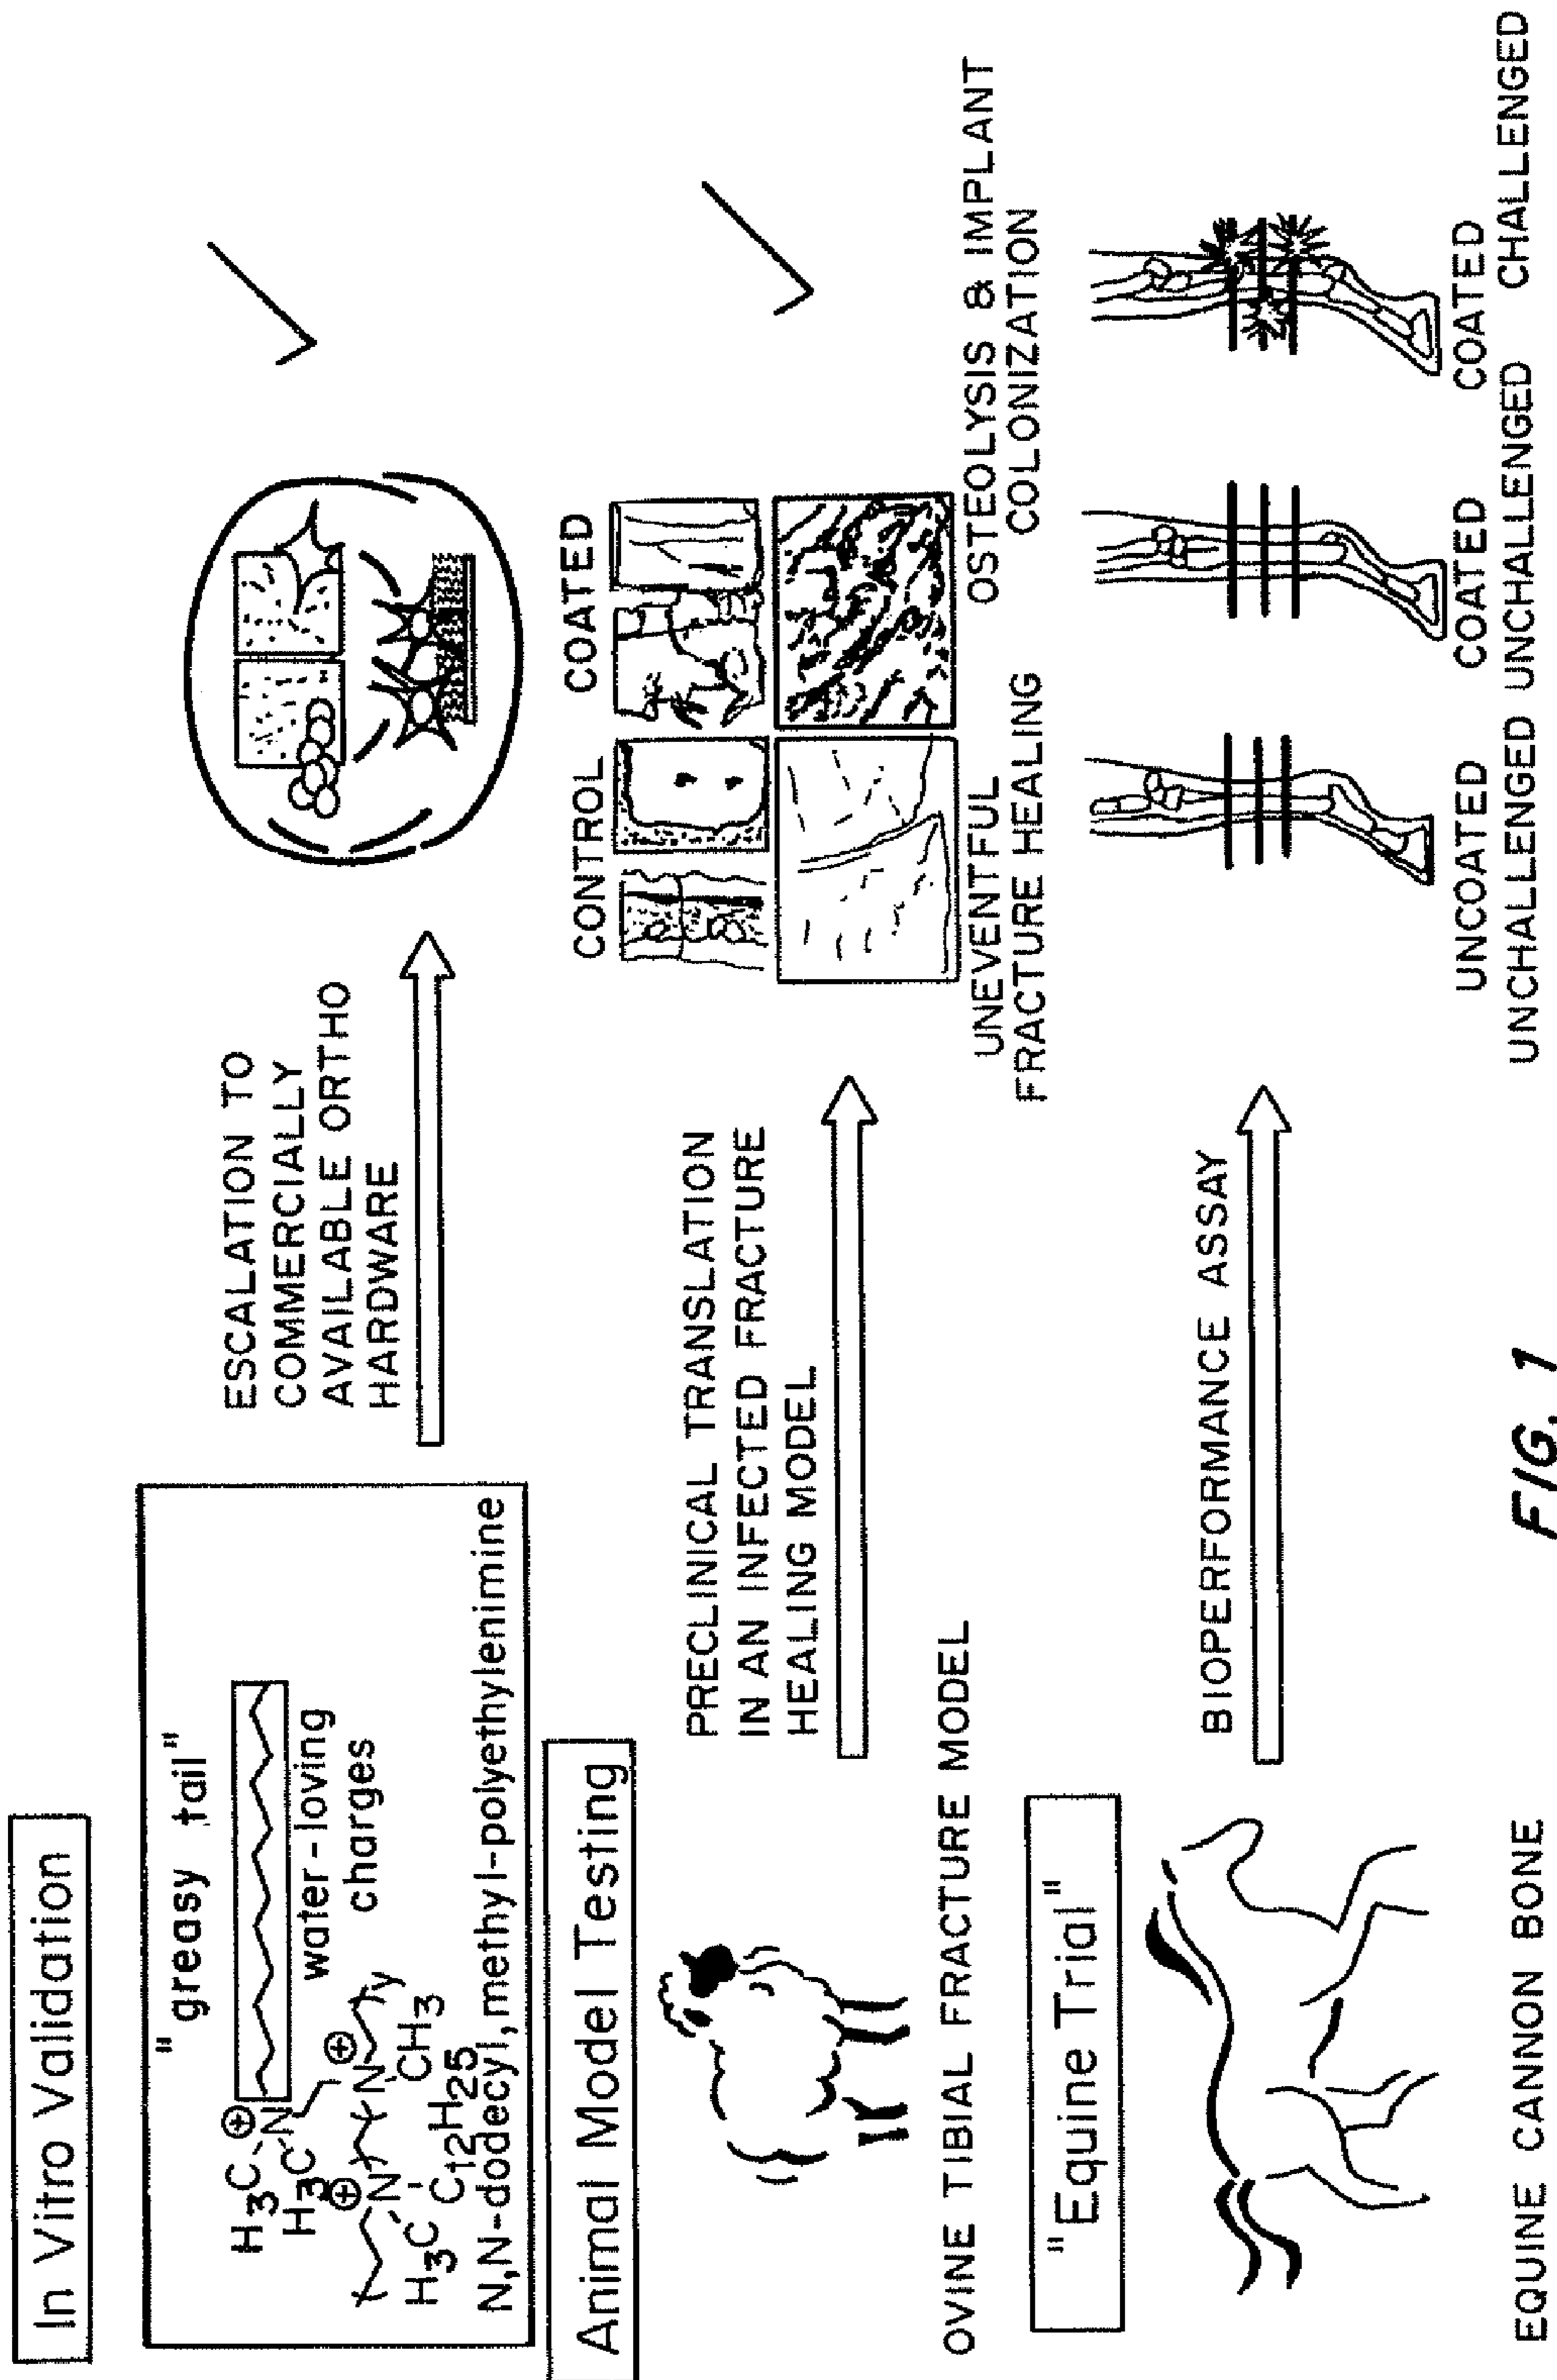 In Vitro Validation
"greasy tail"
H3C
⊕
N
H3C
water-loving
charges
⊕
N
⊕
N
y
CH3
H3C
C12H25
N,N-dodecyl,methyl-polyethylenimine
ESCALATION TO
COMMERCIALLY
AVAILABLE ORTHO
HARDWARE
Animal Model Testing
OVINE TIBIAL FRACTURE MODEL
PRECLINICAL TRANSLATION
IN AN INFECTED FRACTURE
HEALING MODEL
CONTROL COATED
UNEVENTFUL
FRACTURE HEALING
OSTEOLYSIS & IMPLANT
COLONIZATION
"Equine Trial"
EQUINE CANNON BONE
BIOPERFORMANCE ASSAY
UNCOATED COATED COATED
UNCHALLENGED UNCHALLENGED CHALLENGED
FIG. 1